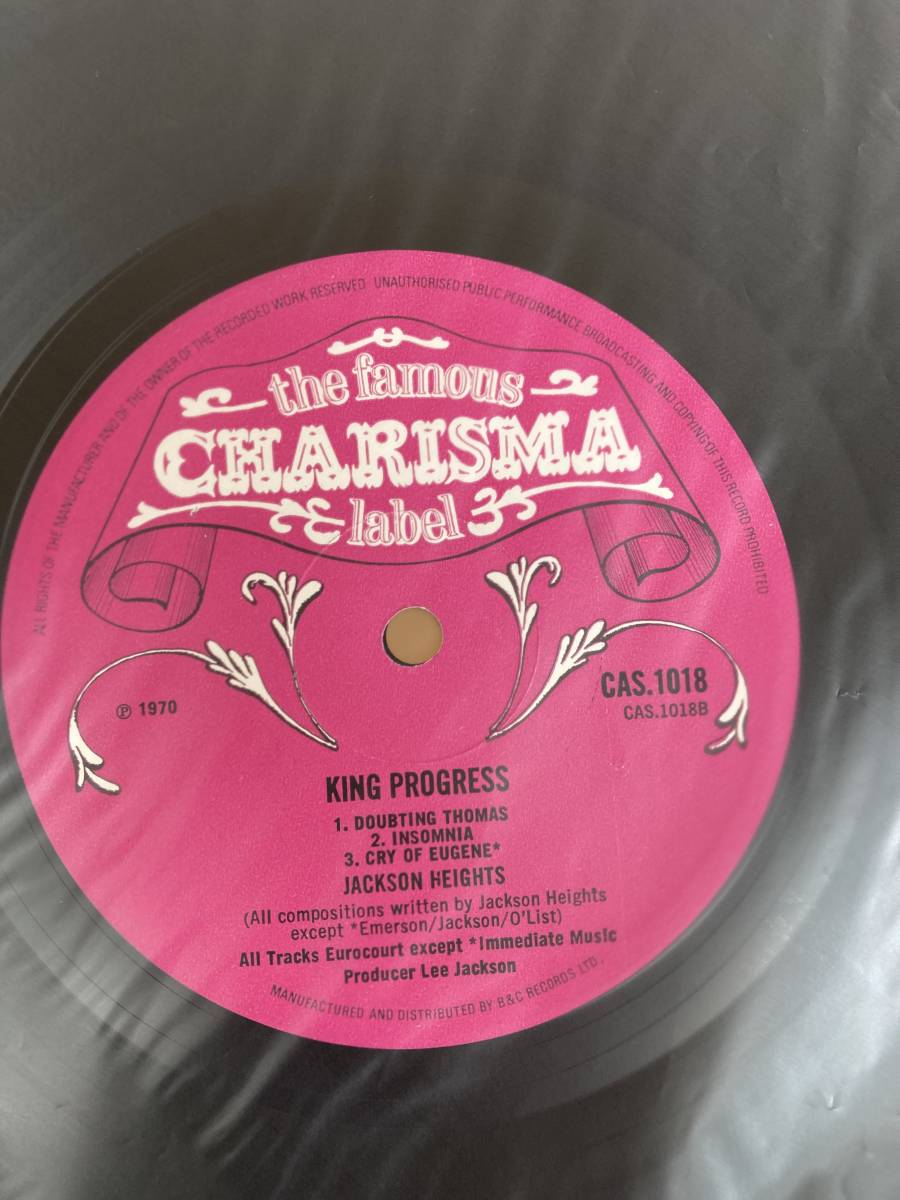 ALL RIGHTS OF THE MANUFACTURER AND OF THE OWNER OF THE RECORDED WORK RESERVED UNAUTHORISED PUBLIC PERFORMANCE BROADCASTING AND COPYING OF THIS RECORD PROHIBITED
the famous
CHARISMA
label
℗ 1970
CAS.1018
CAS.1018B
KING PROGRESS
1. DOUBTING THOMAS
2. INSOMNIA
3. CRY OF EUGENE*
JACKSON HEIGHTS
(All compositions written by Jackson Heights
except *Emerson/Jackson/O'List)
All Tracks Eurocourt except *Immediate Music
Producer Lee Jackson
MANUFACTURED AND DISTRIBUTED BY B&C RECORDS LTD.